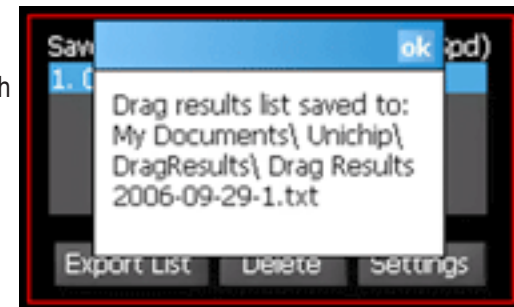 Sav ok pd)
h
1.
Drag results list saved to:
My Documents\ Unichip\
DragResults\ Drag Results
2006-09-29-1.txt
Export List Delete Settings